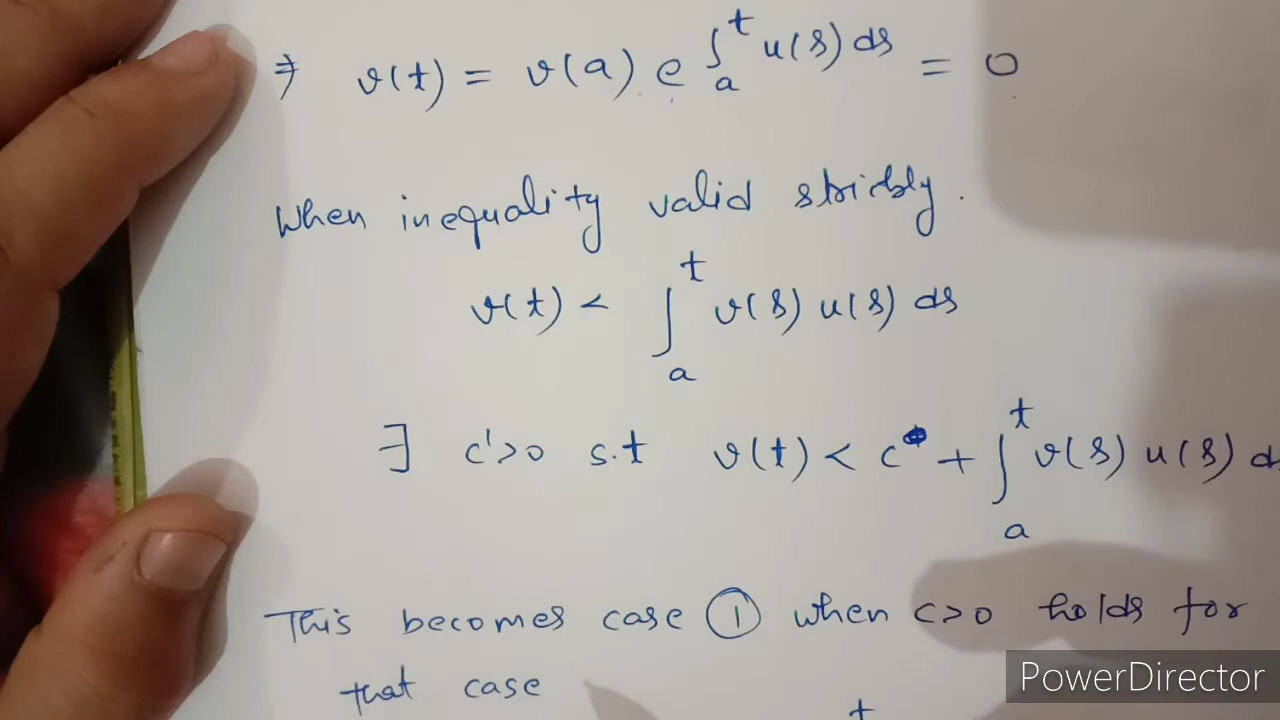 ⇒ v(t) = v(a) e ∫_a^t u(s) ds = 0
When inequality valid strictly.
v(t) < ∫_a^t v(s) u(s) ds
∃ c'>0 s.t v(t) < c + ∫_a^t v(s) u(s) d
This becomes case ① when c>0 holds for
that case
t
PowerDirector